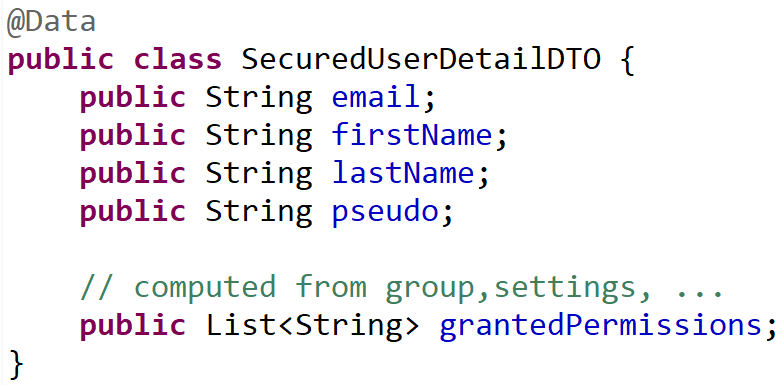 @Data
public class SecuredUserDetailDTO {
    public String email;
    public String firstName;
    public String lastName;
    public String pseudo;

    // computed from group,settings, ...
    public List<String> grantedPermissions;
}